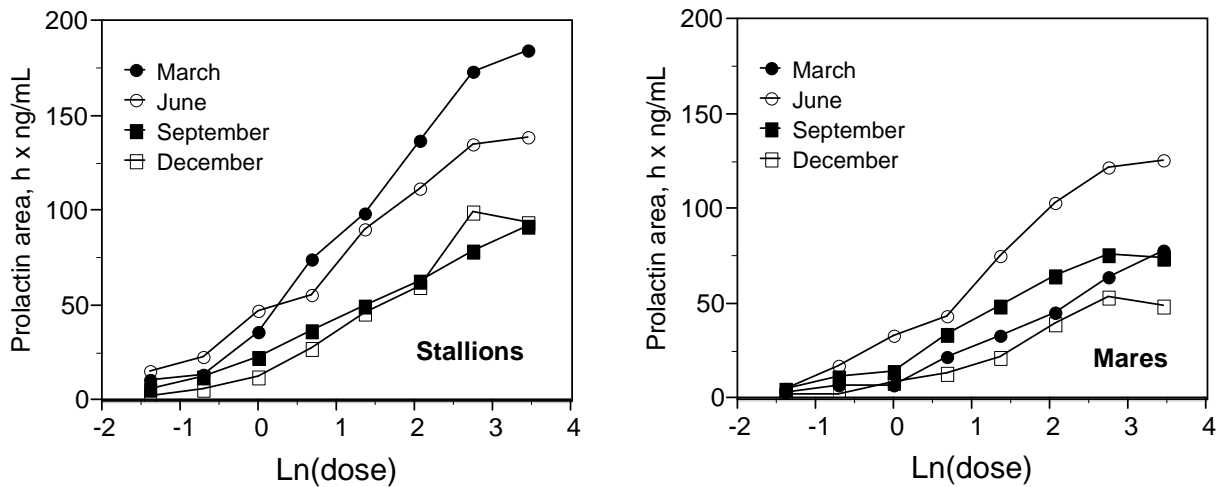 Prolactin area, h x ng/mL
200
150
100
50
0
March
June
September
December
Stallions
-2 -1 0 1 2 3 4
Ln(dose)
Prolactin area, h x ng/mL
200
150
100
50
0
March
June
September
December
Mares
-2 -1 0 1 2 3 4
Ln(dose)